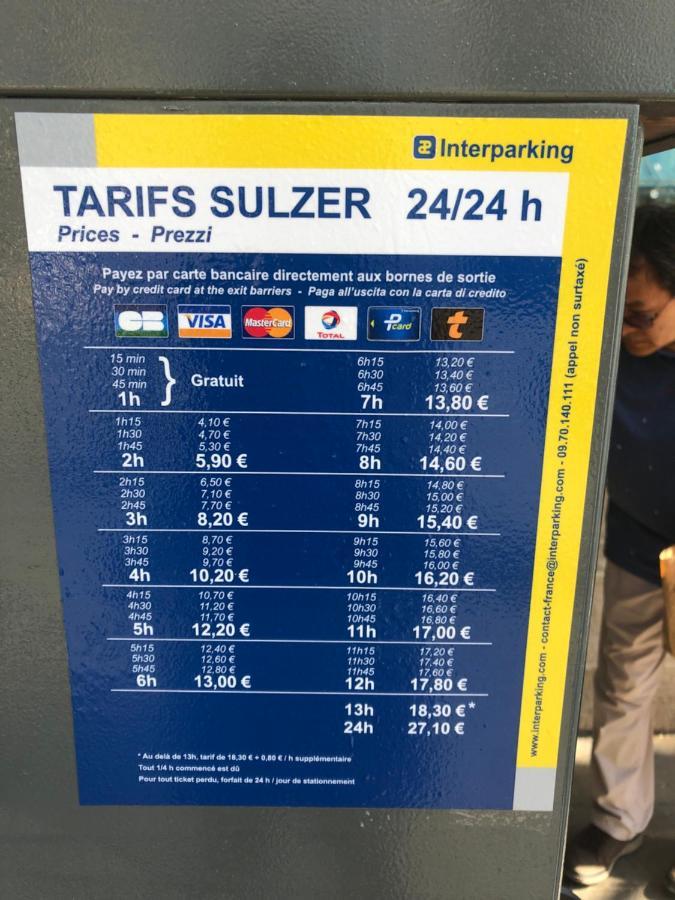 Interparking
TARIFS SULZER 24/24 h
Prices - Prezzi
Payez par carte bancaire directement aux bornes de sortie
Pay by credit card at the exit barriers - Paga all'uscita con la carta di credito
CB VISA MasterCard TOTAL Pcard t
15 min
30 min
45 min
1h
Gratuit
1h15 4,10 €
1h30 4,70 €
1h45 5,30 €
2h 5,90 €
2h15 6,50 €
2h30 7,10 €
2h45 7,70 €
3h 8,20 €
3h15 8,70 €
3h30 9,20 €
3h45 9,70 €
4h 10,20 €
4h15 10,70 €
4h30 11,20 €
4h45 11,70 €
5h 12,20 €
5h15 12,40 €
5h30 12,60 €
5h45 12,80 €
6h 13,00 €
6h15 13,20 €
6h30 13,40 €
6h45 13,60 €
7h 13,80 €
7h15 14,00 €
7h30 14,20 €
7h45 14,40 €
8h 14,60 €
8h15 14,80 €
8h30 15,00 €
8h45 15,20 €
9h 15,40 €
9h15 15,60 €
9h30 15,80 €
9h45 16,00 €
10h 16,20 €
10h15 16,40 €
10h30 16,60 €
10h45 16,80 €
11h 17,00 €
11h15 17,20 €
11h30 17,40 €
11h45 17,60 €
12h 17,80 €
13h 18,30 € *
24h 27,10 €
* Au delà de 13h, tarif de 18,30 € + 0,80 € / h supplémentaire
Tout 1/4 h commencé est dû
Pour tout ticket perdu, forfait de 24 h / jour de stationnement
www.interparking.com - contact-france@interparking.com - 09.70.140.111 (appel non surtaxé)